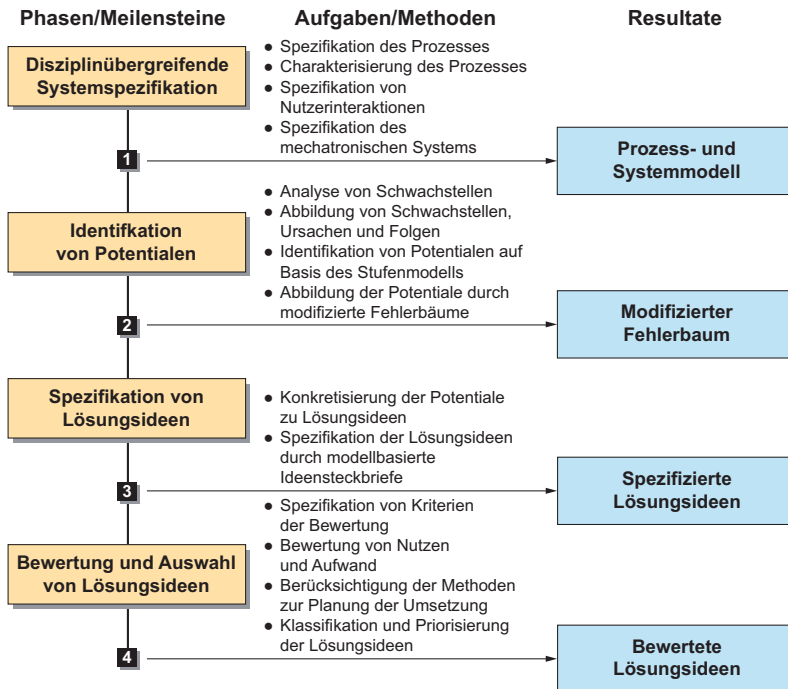 Phasen/Meilensteine
Aufgaben/Methoden
Resultate
Disziplinübergreifende
Systemspezifikation
● Spezifikation des Prozesses
● Charakterisierung des Prozesses
● Spezifikation von
Nutzerinteraktionen
● Spezifikation des
mechatronischen Systems
1
Prozess- und
Systemmodell
Identifkation
von Potentialen
● Analyse von Schwachstellen
● Abbildung von Schwachstellen,
Ursachen und Folgen
● Identifikation von Potentialen auf
Basis des Stufenmodells
● Abbildung der Potentiale durch
modifizierte Fehlerbäume
2
Modifizierter
Fehlerbaum
Spezifikation von
Lösungsideen
● Konkretisierung der Potentiale
zu Lösungsideen
● Spezifikation der Lösungsideen
durch modellbasierte
Ideensteckbriefe
3
Spezifizierte
Lösungsideen
Bewertung und Auswahl
von Lösungsideen
● Spezifikation von Kriterien
der Bewertung
● Bewertung von Nutzen
und Aufwand
● Berücksichtigung der Methoden
zur Planung der Umsetzung
● Klassifikation und Priorisierung
der Lösungsideen
4
Bewertete
Lösungsideen